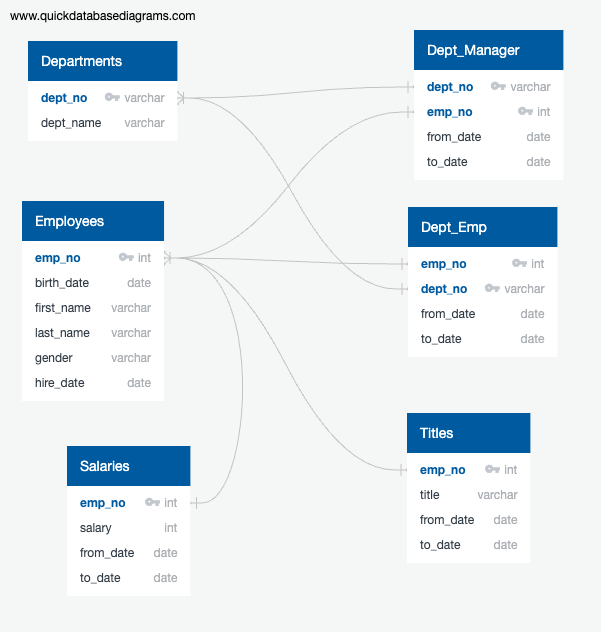 www.quickdatabasediagrams.com
Departments
dept_no varchar
dept_name varchar
Employees
emp_no int
birth_date date
first_name varchar
last_name varchar
gender varchar
hire_date date
Salaries
emp_no int
salary int
from_date date
to_date date
Dept_Manager
dept_no varchar
emp_no int
from_date date
to_date date
Dept_Emp
emp_no int
dept_no varchar
from_date date
to_date date
Titles
emp_no int
title varchar
from_date date
to_date date